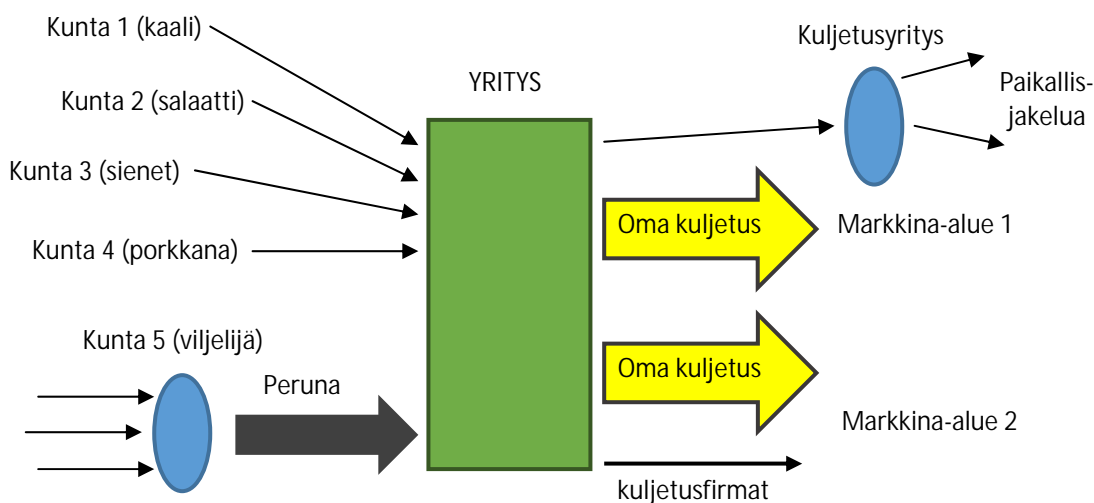 Kunta 1 (kaali)
Kuljetusyritys
YRITYS
Paikallis-
jakelua
Kunta 2 (salaatti)
Kunta 3 (sienet)
Oma kuljetus
Markkina-alue 1
Kunta 4 (porkkana)
Kunta 5 (viljelijä)
Peruna
Oma kuljetus
Markkina-alue 2
kuljetusfirmat